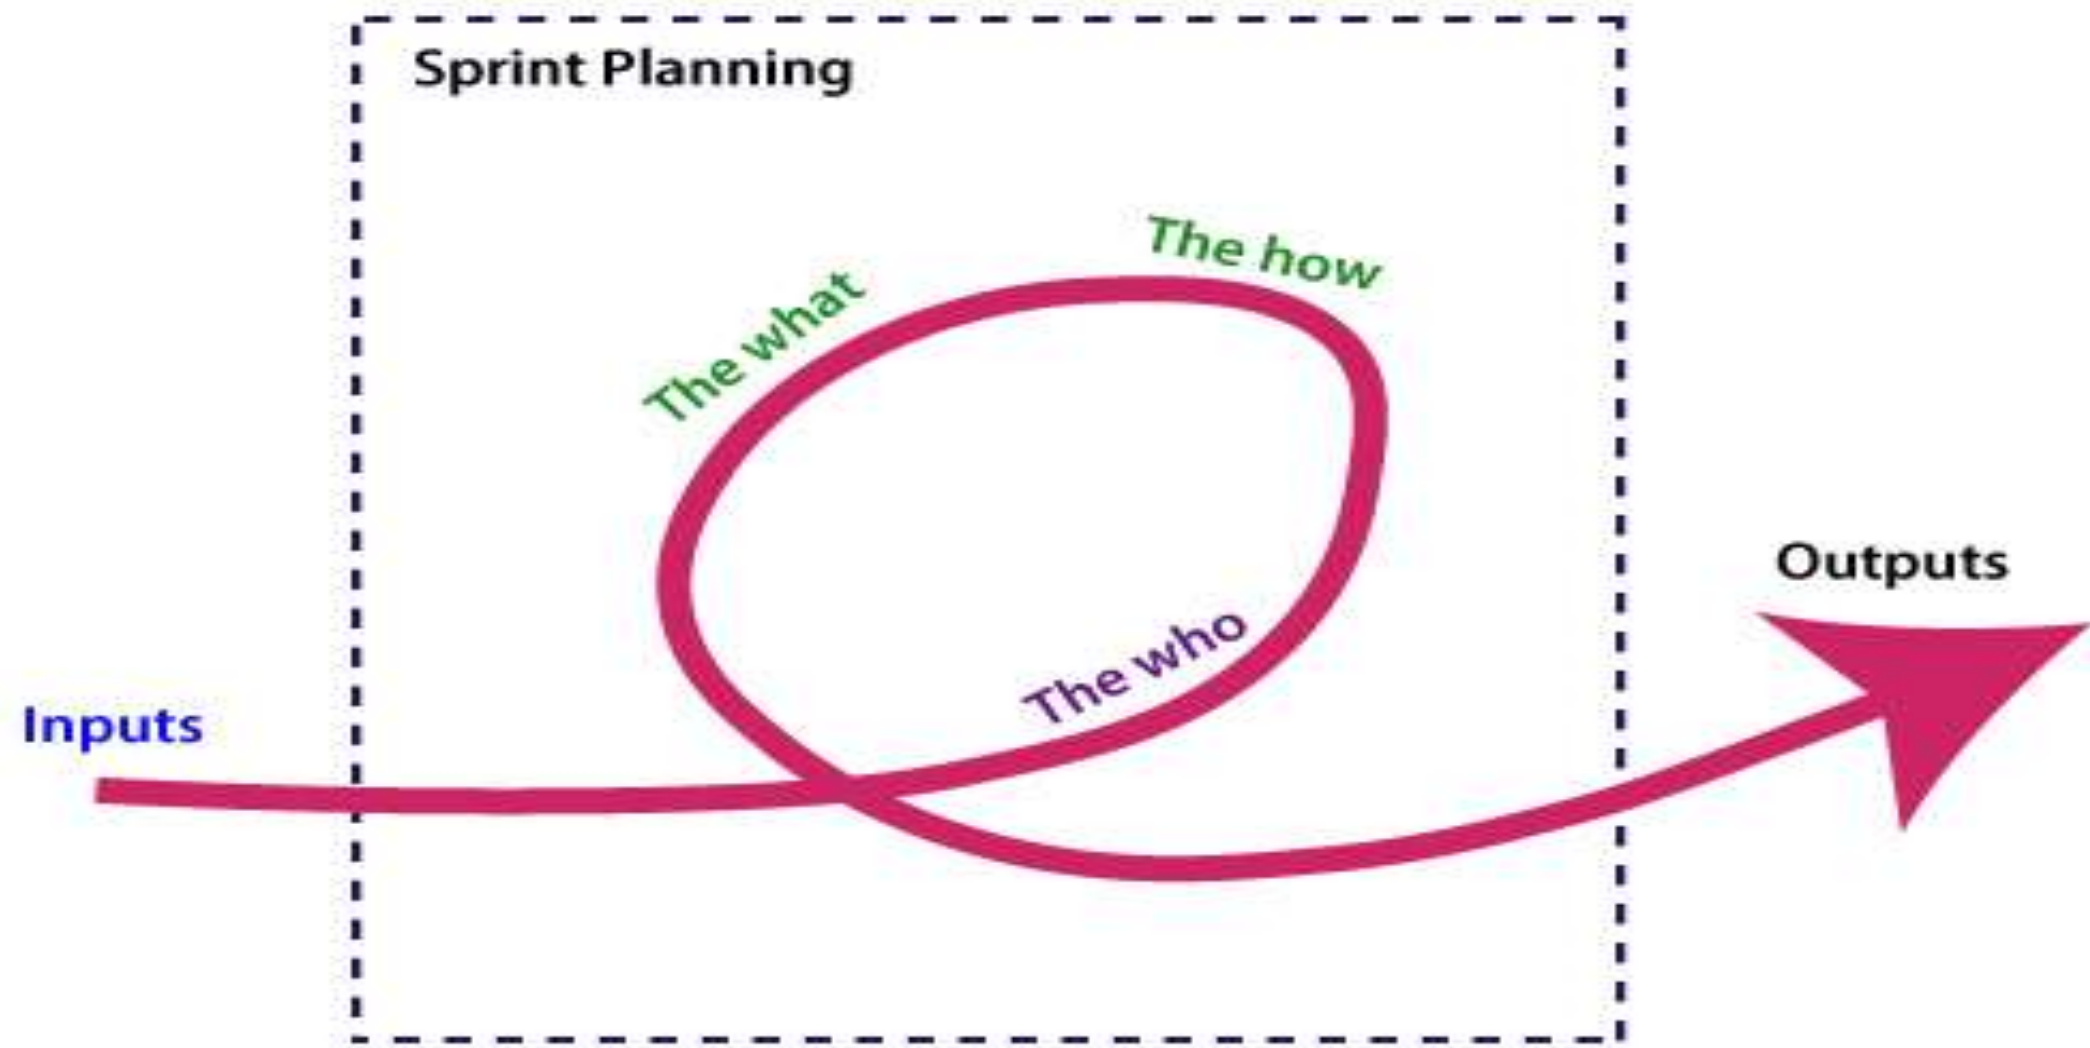 Sprint Planning
The how
The what
Outputs
The who
Inputs